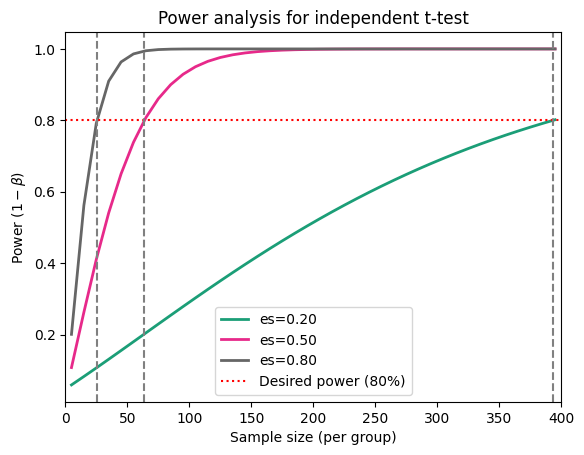 Power analysis for independent t-test
Power (1 − β)
1.0
0.8
0.6
0.4
0.2
es=0.20
es=0.50
es=0.80
Desired power (80%)
0 50 100 150 200 250 300 350 400
Sample size (per group)